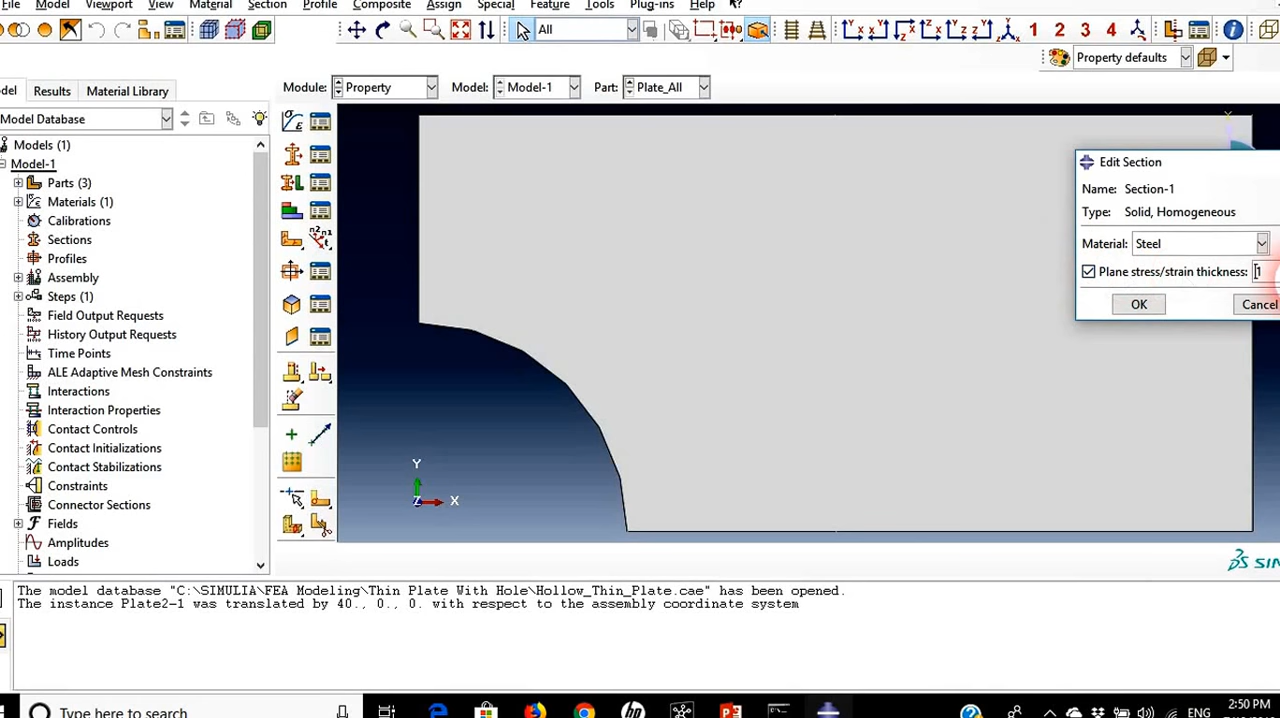 File Model Viewport View Material Section Profile Composite Assign Special Feature Tools Plug-ins Help
All
1 2 3 4
Property defaults
Results Material Library
Module: Property Model: Model-1 Part: Plate_All
Model Database
Models (1)
Model-1
Parts (3)
Materials (1)
Calibrations
Sections
Profiles
Assembly
Steps (1)
Field Output Requests
History Output Requests
Time Points
ALE Adaptive Mesh Constraints
Interactions
Interaction Properties
Contact Controls
Contact Initializations
Contact Stabilizations
Constraints
Connector Sections
Fields
Amplitudes
Loads
Y
Z X
Y
Edit Section
Name: Section-1
Type: Solid, Homogeneous
Material: Steel
Plane stress/strain thickness: 1
OK Cancel
SIM
The model database "C:\SIMULIA\FEA Modeling\Thin Plate With Hole\Hollow_Thin_Plate.cae" has been opened.
The instance Plate2-1 was translated by 40., 0., 0. with respect to the assembly coordinate system
Type here to search
ENG
2:50 PM